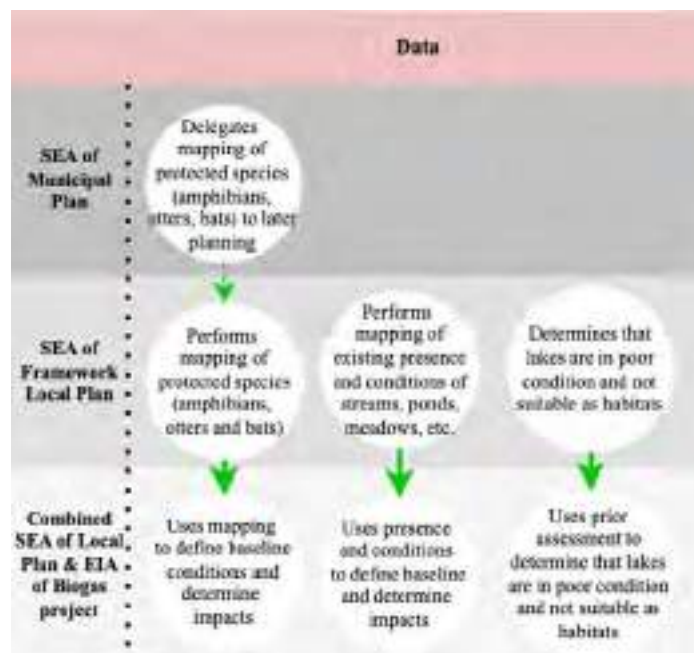 Data
SEA of
Municipal
Plan
Delegates
mapping of
protected species
(amphibians,
otters, bats) to later
planning
SEA of
Framework
Local Plan
Performs
mapping of
protected species
(amphibians,
otters and bats)
Performs
mapping of
existing presence
and conditions of
streams, ponds,
meadows, etc.
Determines that
lakes are in poor
condition and not
suitable as habitats
Combined
SEA of Local
Plan & EIA
of Biogas
project
Uses mapping
to define baseline
conditions and
determine
impacts
Uses presence
and conditions
to define baseline
and determine
impacts
Uses prior
assessment to
determine that lakes
are in poor condition
and not suitable as
habitats